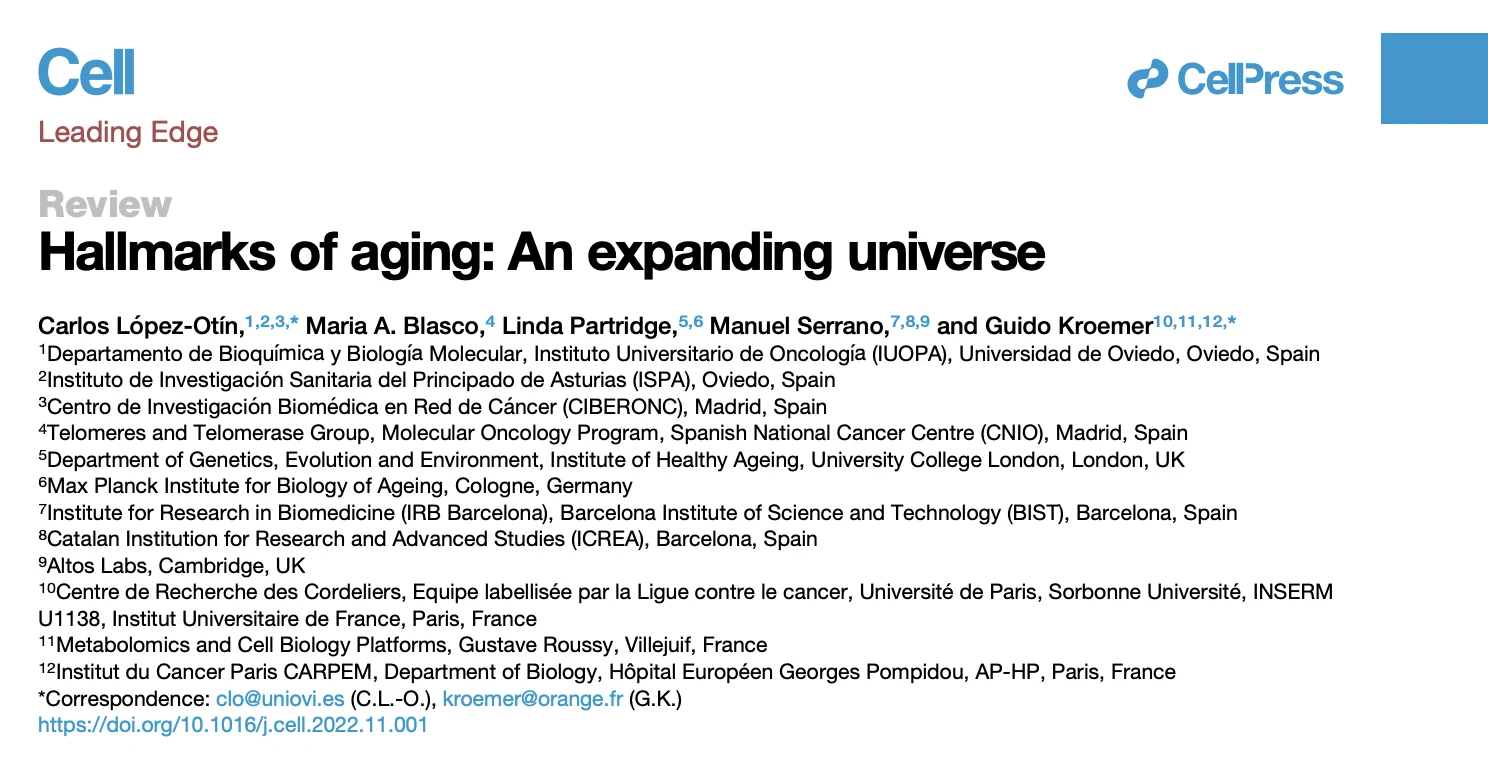 Cell
CellPress
Leading Edge
Review
Hallmarks of aging: An expanding universe
Carlos López-Otín,1,2,3,* Maria A. Blasco,4 Linda Partridge,5,6 Manuel Serrano,7,8,9 and Guido Kroemer10,11,12,*
1Departamento de Bioquímica y Biología Molecular, Instituto Universitario de Oncología (IUOPA), Universidad de Oviedo, Oviedo, Spain
2Instituto de Investigación Sanitaria del Principado de Asturias (ISPA), Oviedo, Spain
3Centro de Investigación Biomédica en Red de Cáncer (CIBERONC), Madrid, Spain
4Telomeres and Telomerase Group, Molecular Oncology Program, Spanish National Cancer Centre (CNIO), Madrid, Spain
5Department of Genetics, Evolution and Environment, Institute of Healthy Ageing, University College London, London, UK
6Max Planck Institute for Biology of Ageing, Cologne, Germany
7Institute for Research in Biomedicine (IRB Barcelona), Barcelona Institute of Science and Technology (BIST), Barcelona, Spain
8Catalan Institution for Research and Advanced Studies (ICREA), Barcelona, Spain
9Altos Labs, Cambridge, UK
10Centre de Recherche des Cordeliers, Equipe labellisée par la Ligue contre le cancer, Université de Paris, Sorbonne Université, INSERM
U1138, Institut Universitaire de France, Paris, France
11Metabolomics and Cell Biology Platforms, Gustave Roussy, Villejuif, France
12Institut du Cancer Paris CARPEM, Department of Biology, Hôpital Européen Georges Pompidou, AP-HP, Paris, France
*Correspondence: clo@uniovi.es (C.L.-O.), kroemer@orange.fr (G.K.)
https://doi.org/10.1016/j.cell.2022.11.001